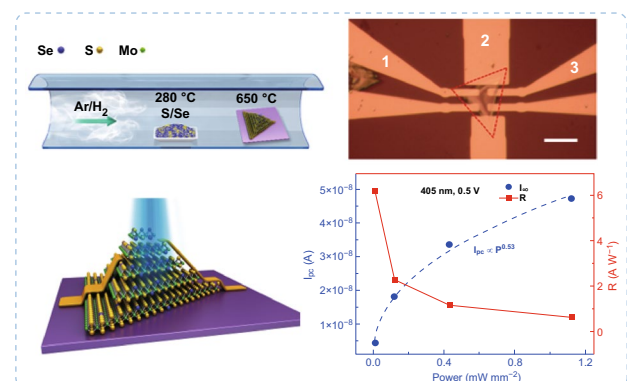 Se S Mo
Ar/H2
280 °C
S/Se
650 °C
1
2
3
405 nm, 0.5 V
I∞
R
Ipc ∝ P^0.53
5×10⁻⁸
4×10⁻⁸
3×10⁻⁸
2×10⁻⁸
1×10⁻⁸
Ipc (A)
6
4
2
0
R (A W⁻¹)
0.0 0.4 0.8 1.2
Power (mW mm⁻²)